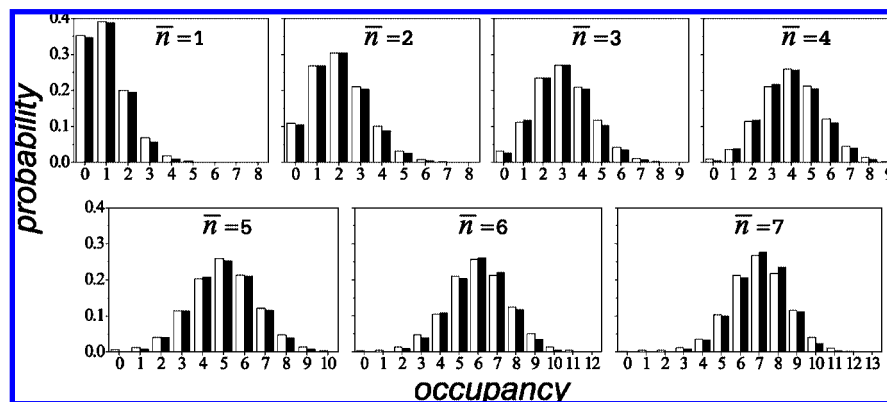 0.4 n̅ =1 n̅ =2 n̅ =3 n̅ =4
0.3
0.2
0.1
0.0
0 1 2 3 4 5 6 7 8 0 1 2 3 4 5 6 7 8 0 1 2 3 4 5 6 7 8 9 0 1 2 3 4 5 6 7 8 9
probability
0.4 n̅ =5 n̅ =6 n̅ =7
0.3
0.2
0.1
0.0
0 1 2 3 4 5 6 7 8 9 10 0 1 2 3 4 5 6 7 8 9 10 11 12 0 1 2 3 4 5 6 7 8 9 10 11 12 13
occupancy